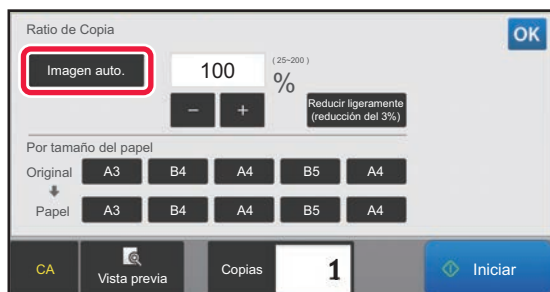 Ratio de Copia
OK
Imagen auto.
100
(25~200)
%
−
+
Reducir ligeramente
(reducción del 3%)
Por tamaño del papel
Original A3 B4 A4 B5 A4
Papel A3 B4 A4 B5 A4
CA
Vista previa
Copias
1
Iniciar